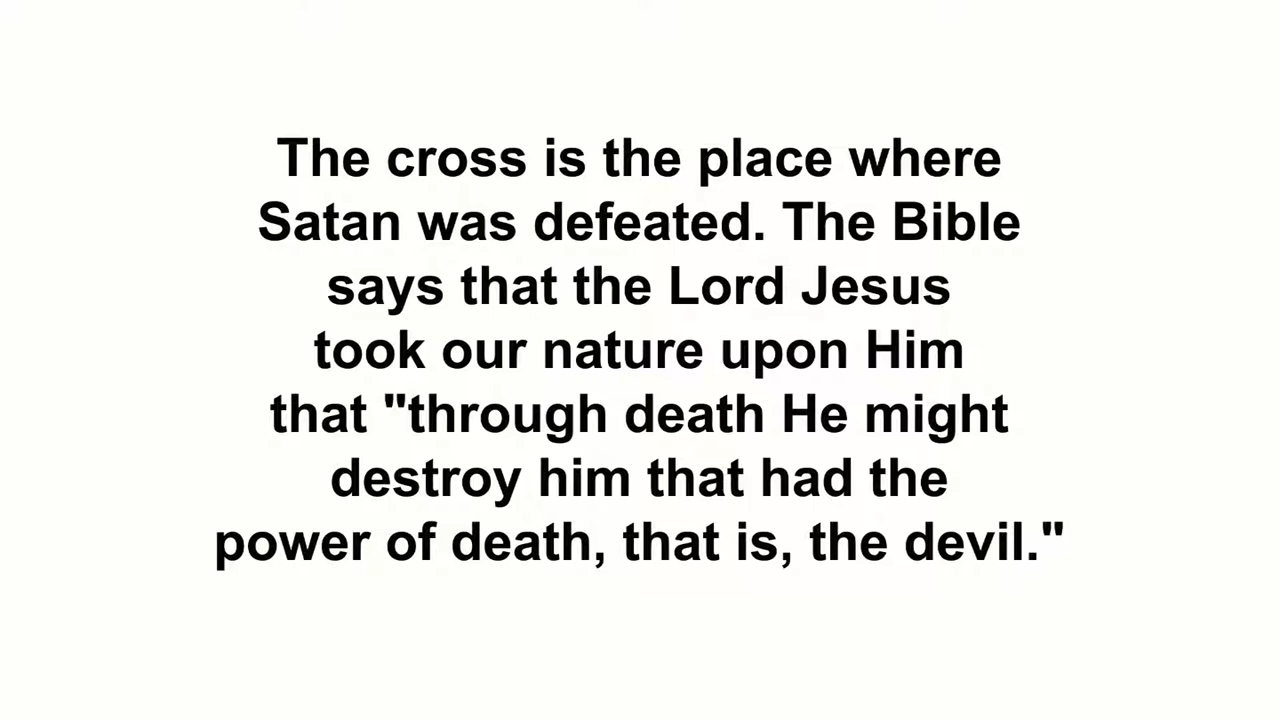 The cross is the place where
Satan was defeated. The Bible
says that the Lord Jesus
took our nature upon Him
that "through death He might
destroy him that had the
power of death, that is, the devil."